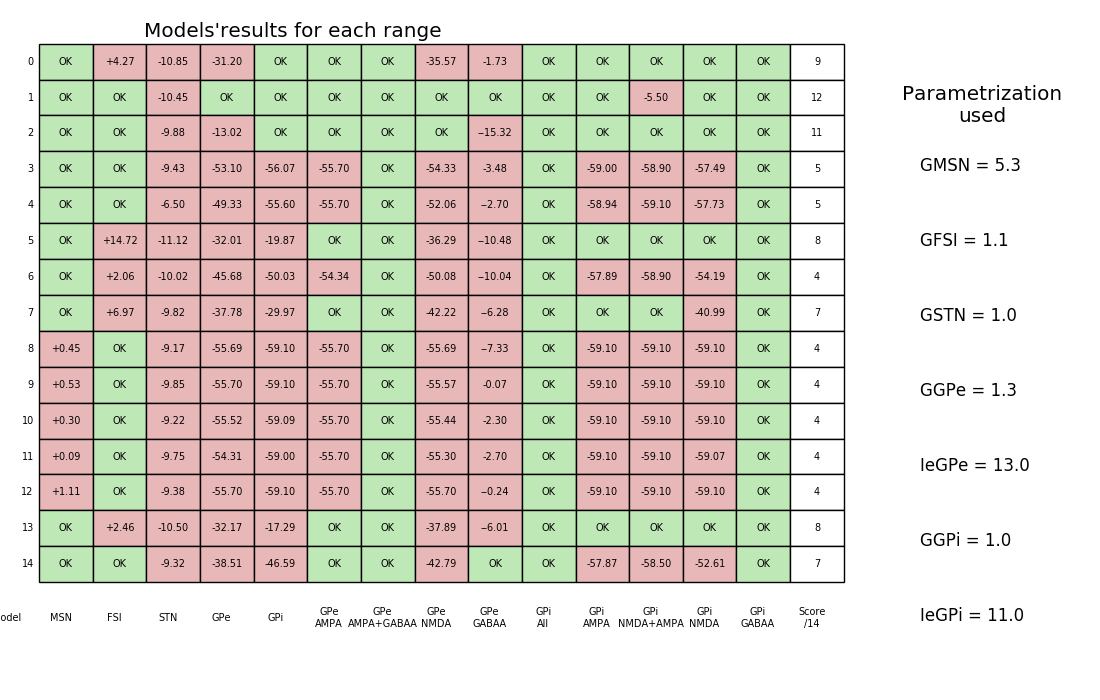 Models'results for each range
0 OK +4.27 -10.85 -31.20 OK OK OK -35.57 -1.73 OK OK OK OK OK 9
1 OK OK -10.45 OK OK OK OK OK OK OK OK -5.50 OK OK 12
2 OK OK -9.88 -13.02 OK OK OK OK --15.32 OK OK OK OK OK 11
3 OK OK -9.43 -53.10 -56.07 -55.70 OK -54.33 -3.48 OK -59.00 -58.90 -57.49 OK 5
4 OK OK -6.50 -49.33 -55.60 -55.70 OK -52.06 --2.70 OK -58.94 -59.10 -57.73 OK 5
5 OK +14.72 -11.12 -32.01 -19.87 OK OK -36.29 --10.48 OK OK OK OK OK 8
6 OK +2.06 -10.02 -45.68 -50.03 -54.34 OK -50.08 --10.04 OK -57.89 -58.90 -54.19 OK 4
7 OK +6.97 -9.82 -37.78 -29.97 OK OK -42.22 --6.28 OK OK OK -40.99 OK 7
8 +0.45 OK -9.17 -55.69 -59.10 -55.70 OK -55.69 --7.33 OK -59.10 -59.10 -59.10 OK 4
9 +0.53 OK -9.85 -55.70 -59.10 -55.70 OK -55.57 -0.07 OK -59.10 -59.10 -59.10 OK 4
10 +0.30 OK -9.22 -55.52 -59.09 -55.70 OK -55.44 -2.30 OK -59.10 -59.10 -59.10 OK 4
11 +0.09 OK -9.75 -54.31 -59.00 -55.70 OK -55.30 -2.70 OK -59.10 -59.10 -59.07 OK 4
12 +1.11 OK -9.38 -55.70 -59.10 -55.70 OK -55.70 --0.24 OK -59.10 -59.10 -59.10 OK 4
13 OK +2.46 -10.50 -32.17 -17.29 OK OK -37.89 --6.01 OK OK OK OK OK 8
14 OK OK -9.32 -38.51 -46.59 OK OK -42.79 OK OK -57.87 -58.50 -52.61 OK 7
odel MSN FSI STN GPe GPi GPe GPe GPe GPe GPi GPi GPi GPi GPi Score
AMPA AMPA+GABAA NMDA GABAA All AMPA NMDA+AMPA NMDA GABAA /14
Parametrization
used
GMSN = 5.3
GFSI = 1.1
GSTN = 1.0
GGPe = 1.3
IeGPe = 13.0
GGPi = 1.0
IeGPi = 11.0